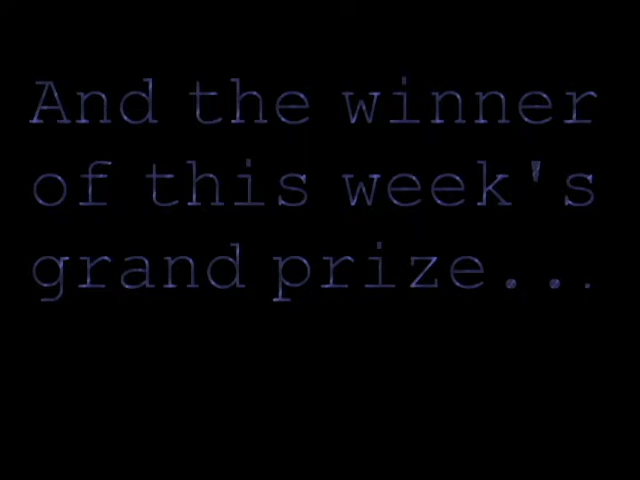 And the winner
of this week's
grand prize...